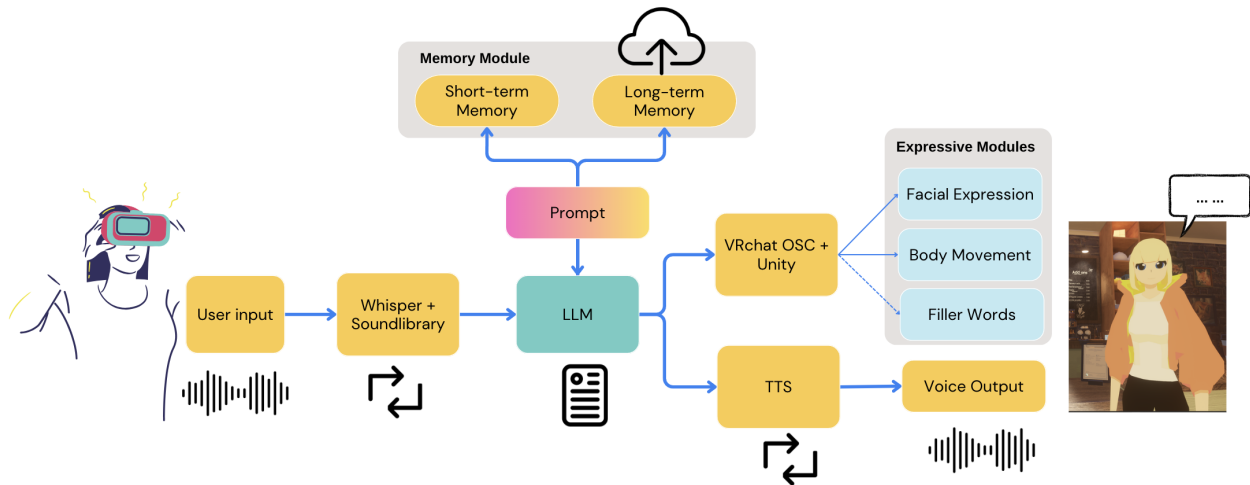 Memory Module
Short-term
Memory
Long-term
Memory
Expressive Modules
Prompt
Facial Expression
VRchat OSC +
Unity
Body Movement
User input
Whisper +
Soundlibrary
LLM
Filler Words
TTS
Voice Output
... ...